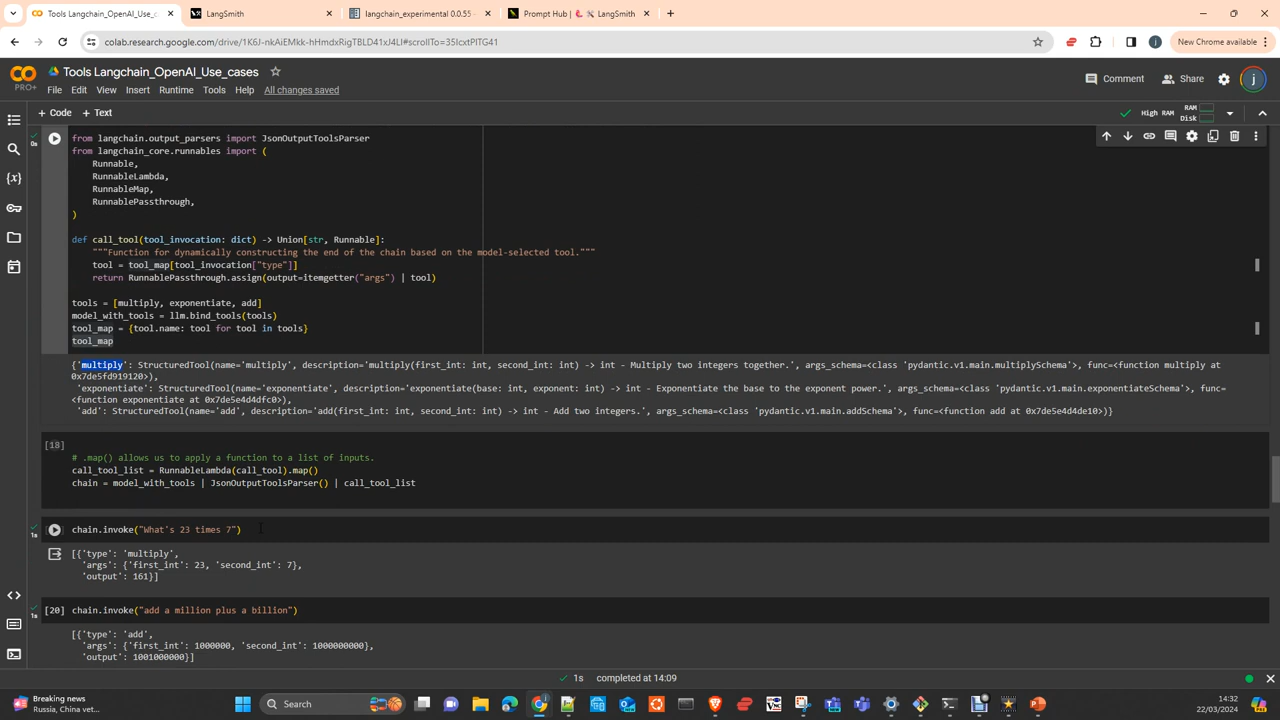 Tools Langchain_OpenAI_Use_c
LangSmith
langchain_experimental 0.0.55
Prompt Hub | LangSmith
colab.research.google.com/drive/1K6J-nkAiEMkk-hHmdxRigTBLD41xJ4LI#scrollTo=35IcxtPlTG41
New Chrome available
CO
PRO+
Tools Langchain_OpenAI_Use_cases
File Edit View Insert Runtime Tools Help All changes saved
Comment Share j
+ Code + Text
High RAM RAM Disk
0s
from langchain.output_parsers import JsonOutputToolsParser
from langchain_core.runnables import (
Runnable,
RunnableLambda,
RunnableMap,
RunnablePassthrough,
)
def call_tool(tool_invocation: dict) -> Union[str, Runnable]:
"""Function for dynamically constructing the end of the chain based on the model-selected tool."""
tool = tool_map[tool_invocation["type"]]
return RunnablePassthrough.assign(output=itemgetter("args") | tool)
tools = [multiply, exponentiate, add]
model_with_tools = llm.bind_tools(tools)
tool_map = {tool.name: tool for tool in tools}
tool_map
{'multiply': StructuredTool(name='multiply', description='multiply(first_int: int, second_int: int) -> int - Multiply two integers together.', args_schema=<class 'pydantic.v1.main.multiplySchema'>, func=<function multiply at
0x7de5fd919120>),
'exponentiate': StructuredTool(name='exponentiate', description='exponentiate(base: int, exponent: int) -> int - Exponentiate the base to the exponent power.', args_schema=<class 'pydantic.v1.main.exponentiateSchema'>, func=
<function exponentiate at 0x7de5e4d4dfc0>),
'add': StructuredTool(name='add', description='add(first_int: int, second_int: int) -> int - Add two integers.', args_schema=<class 'pydantic.v1.main.addSchema'>, func=<function add at 0x7de5e4d4de10>)}
[18]
# .map() allows us to apply a function to a list of inputs.
call_tool_list = RunnableLambda(call_tool).map()
chain = model_with_tools | JsonOutputToolsParser() | call_tool_list
1s
chain.invoke("What's 23 times 7")
[{'type': 'multiply',
'args': {'first_int': 23, 'second_int': 7},
'output': 161}]
[20] chain.invoke("add a million plus a billion")
1s
[{'type': 'add',
'args': {'first_int': 1000000, 'second_int': 1000000000},
'output': 1001000000}]
1s completed at 14:09
Breaking news
Russia, China vet...
Search
14:32
22/03/2024